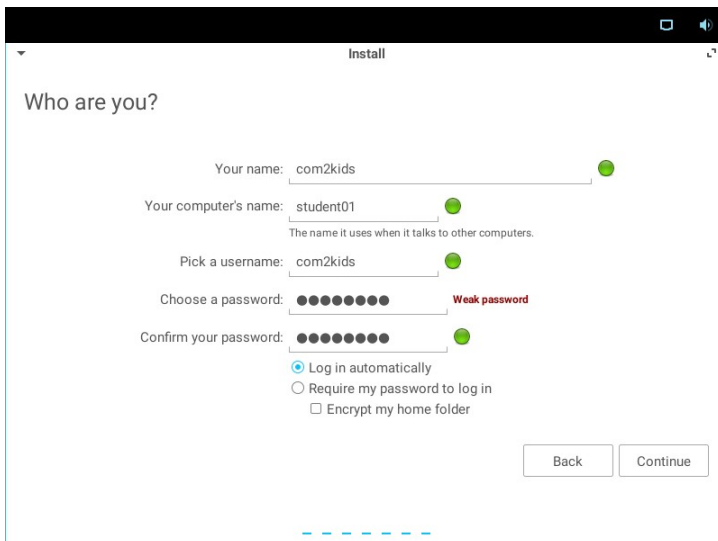 Install
Who are you?
Your name: com2kids
Your computer's name: student01
The name it uses when it talks to other computers.
Pick a username: com2kids
Choose a password: ●●●●●●●● Weak password
Confirm your password: ●●●●●●●●
Log in automatically
Require my password to log in
Encrypt my home folder
Back Continue